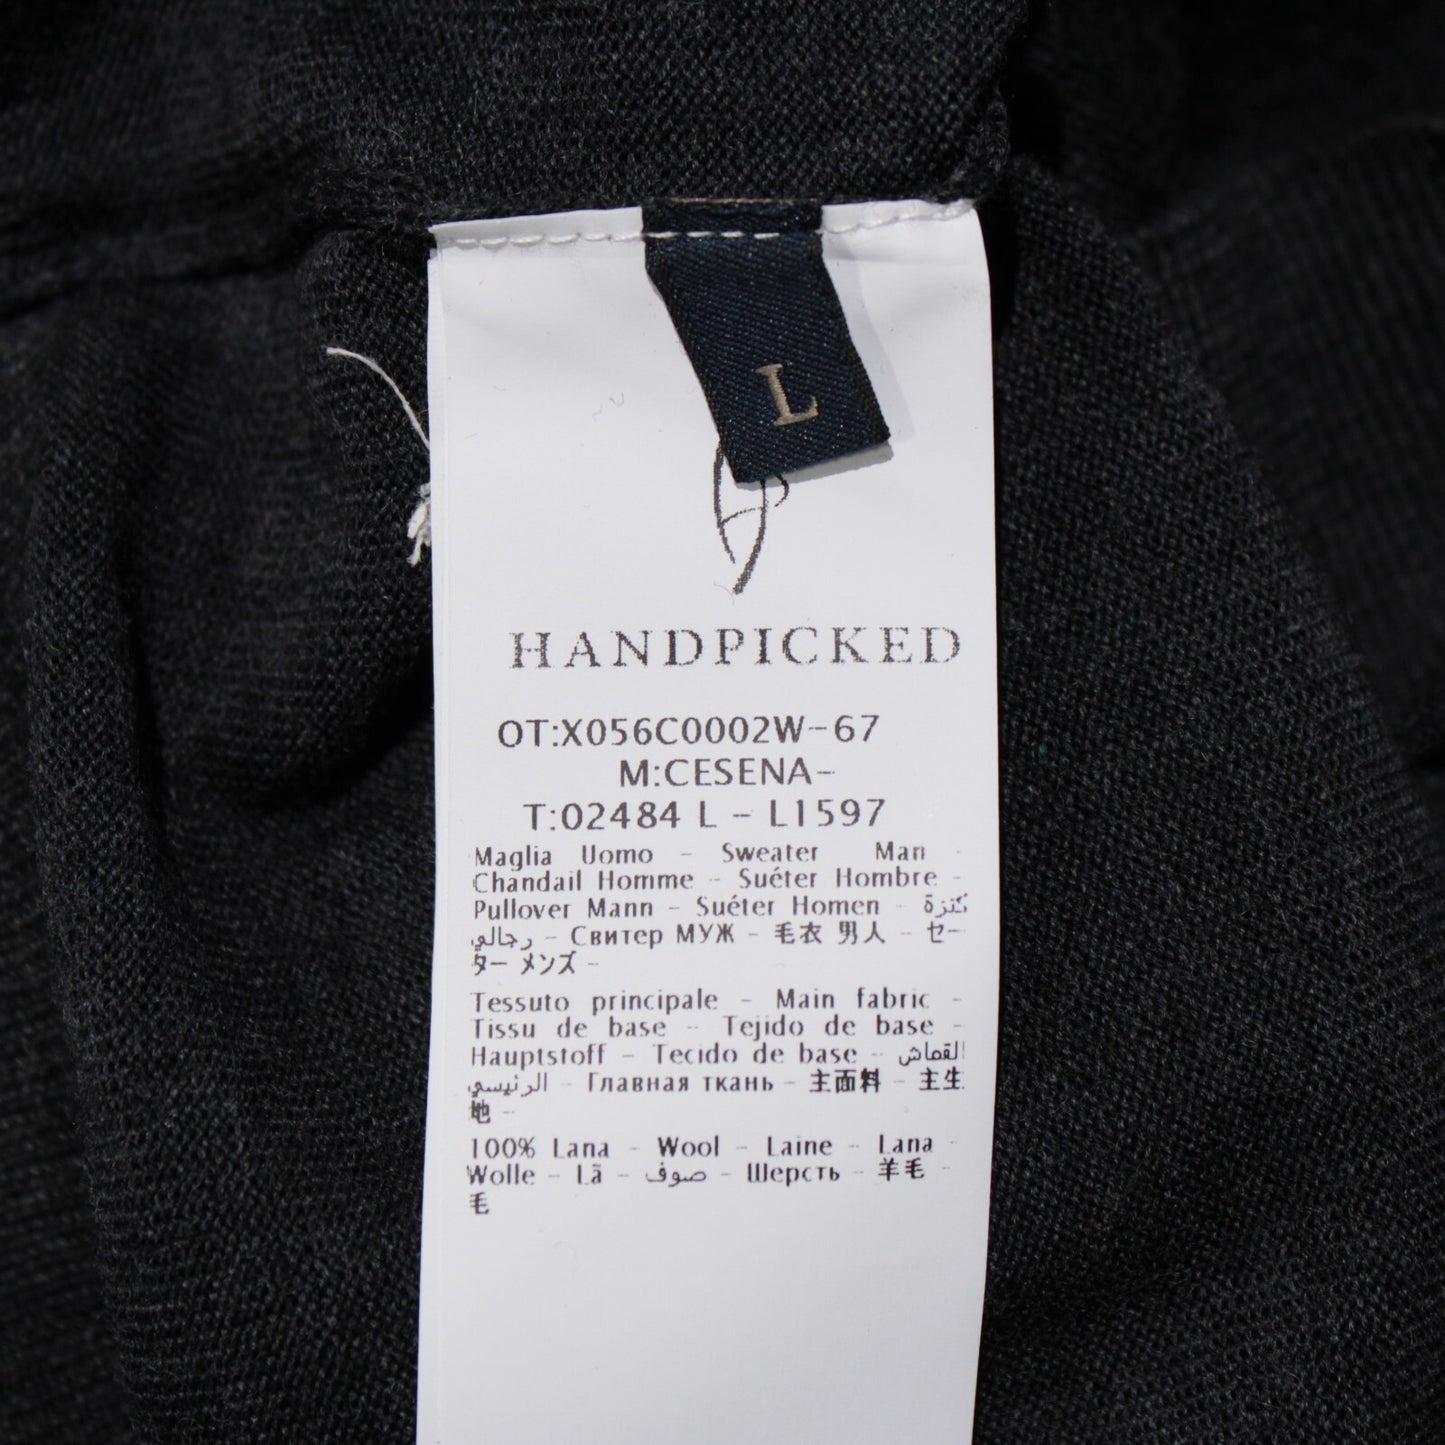 L
HANDPICKED
OT:X056C0002W-67
M:CESENA-
T:02484 L - L1597
Maglia Uomo - Sweater Man -
Chandail Homme - Suéter Hombre -
Pullover Mann - Suéter Homen - كنزة
رجالي - Свитер МУЖ - 毛衣 男人 - セー
ター メンズ -
Tessuto principale - Main fabric -
Tissu de base - Tejido de base -
Hauptstoff - Tecido de base - القماش
الرئيسي - Главная ткань - 主面料 - 主生
地 -
100% Lana - Wool - Laine - Lana -
Wolle - Lã - صوف - Шерсть - 羊毛 -
毛